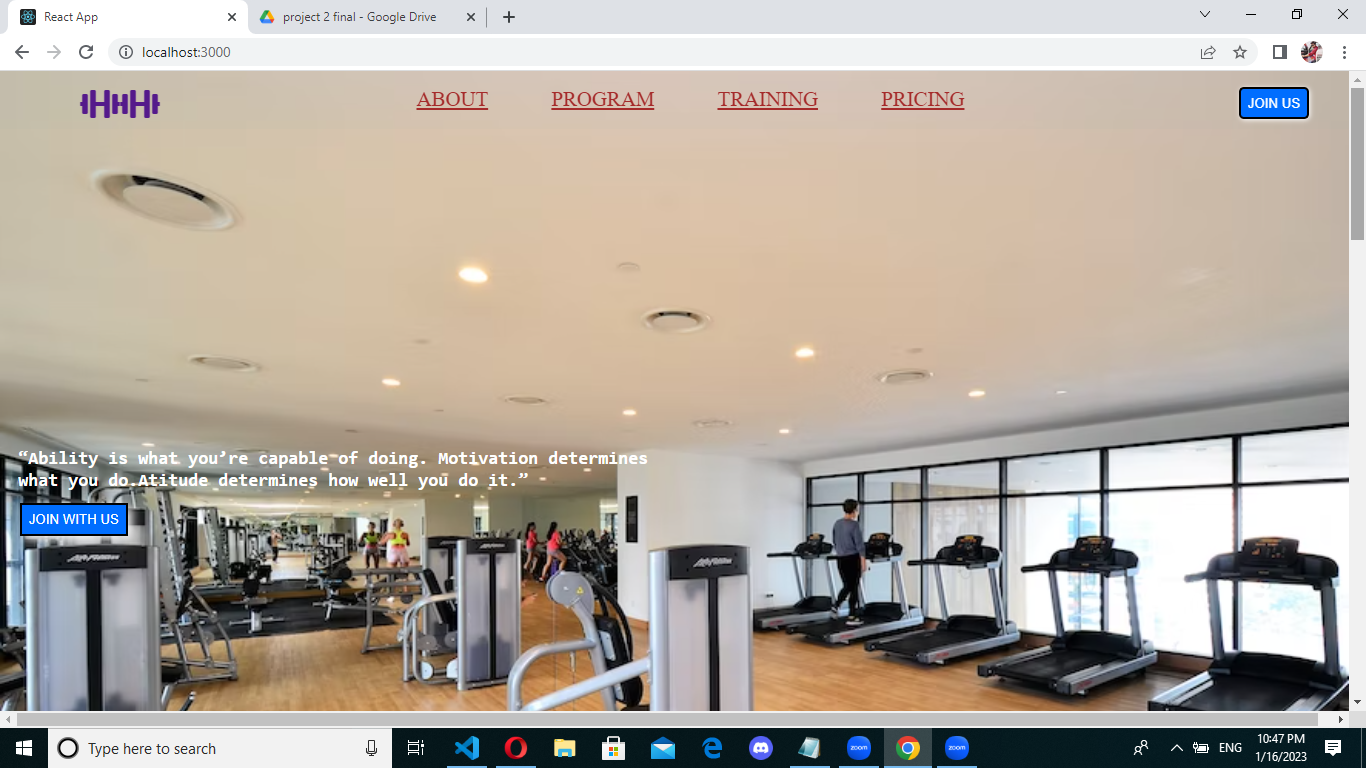 React App
project 2 final - Google Drive
localhost:3000
ABOUT PROGRAM TRAINING PRICING JOIN US
“Ability is what you’re capable of doing. Motivation determines
what you do.Atitude determines how well you do it.”
JOIN WITH US
Type here to search
zoom
zoom
ENG
10:47 PM
1/16/2023